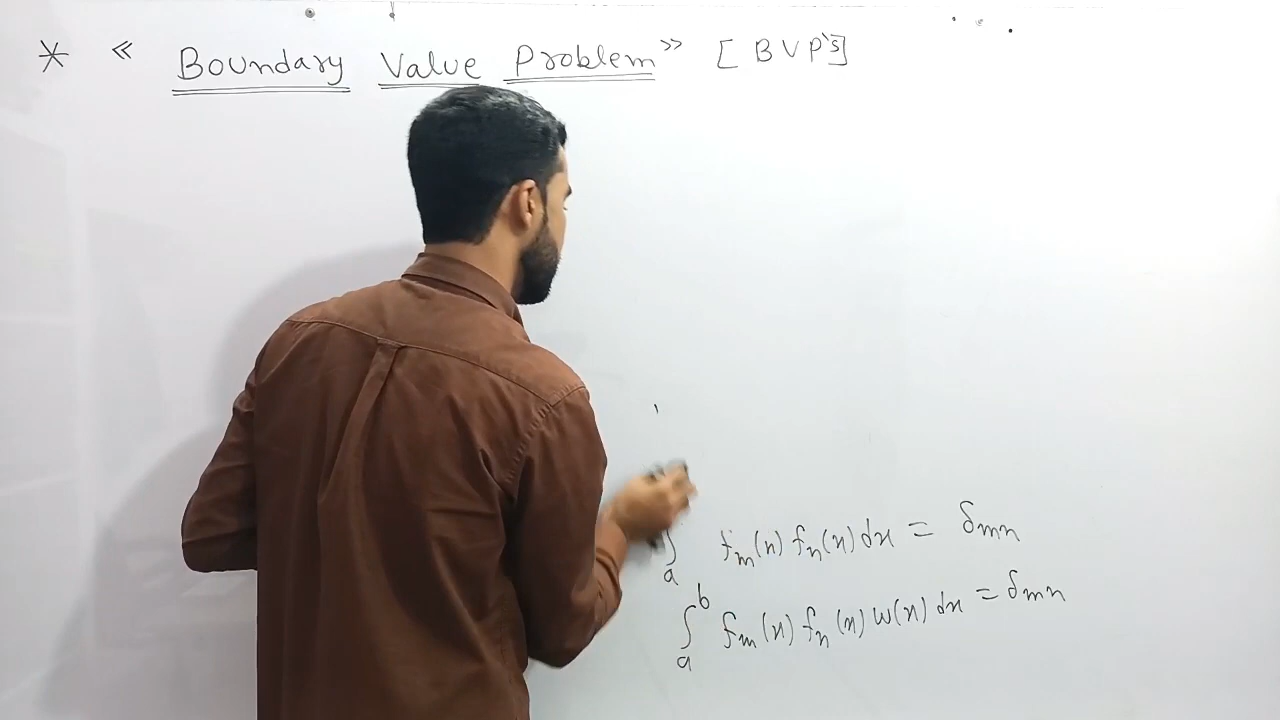 * “ Boundary Value Problem ” [ BVP's]
∫ₐ fₘ(x) fₙ(x) dx = δₘₙ
∫ₐᵇ fₘ(x) fₙ(x) w(x) dx = δₘₙ